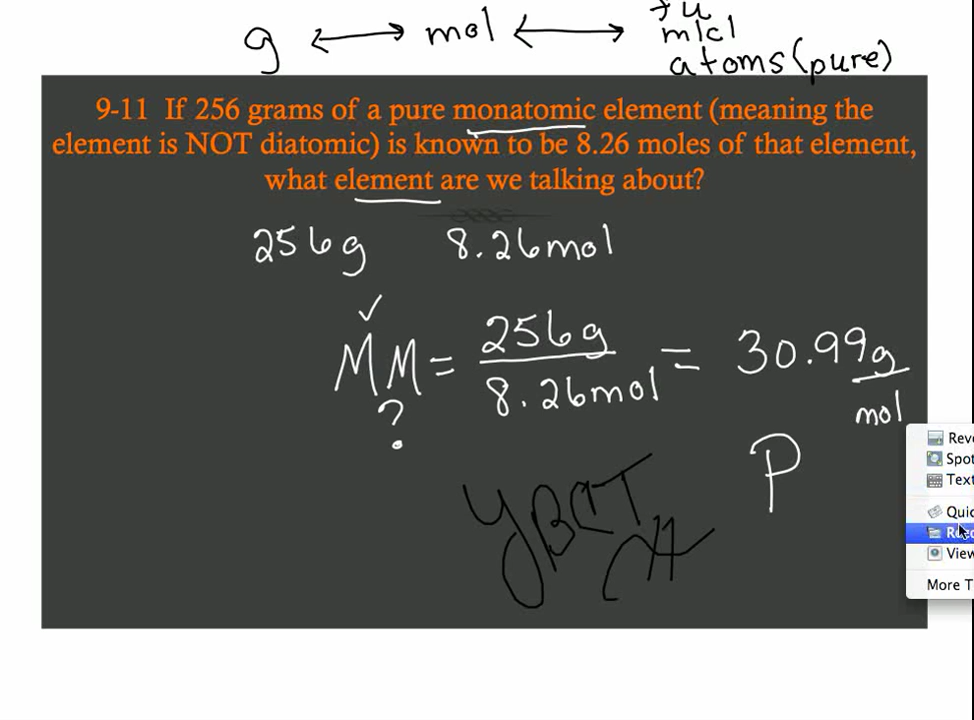 g ↔ mol ↔ fu
mlcl
atoms (pure)
9-11 If 256 grams of a pure monatomic element (meaning the
element is NOT diatomic) is known to be 8.26 moles of that element,
what element are we talking about?
256g 8.26mol
✓
MM = 256g / 8.26mol = 30.99 g / mol
?
P
More T